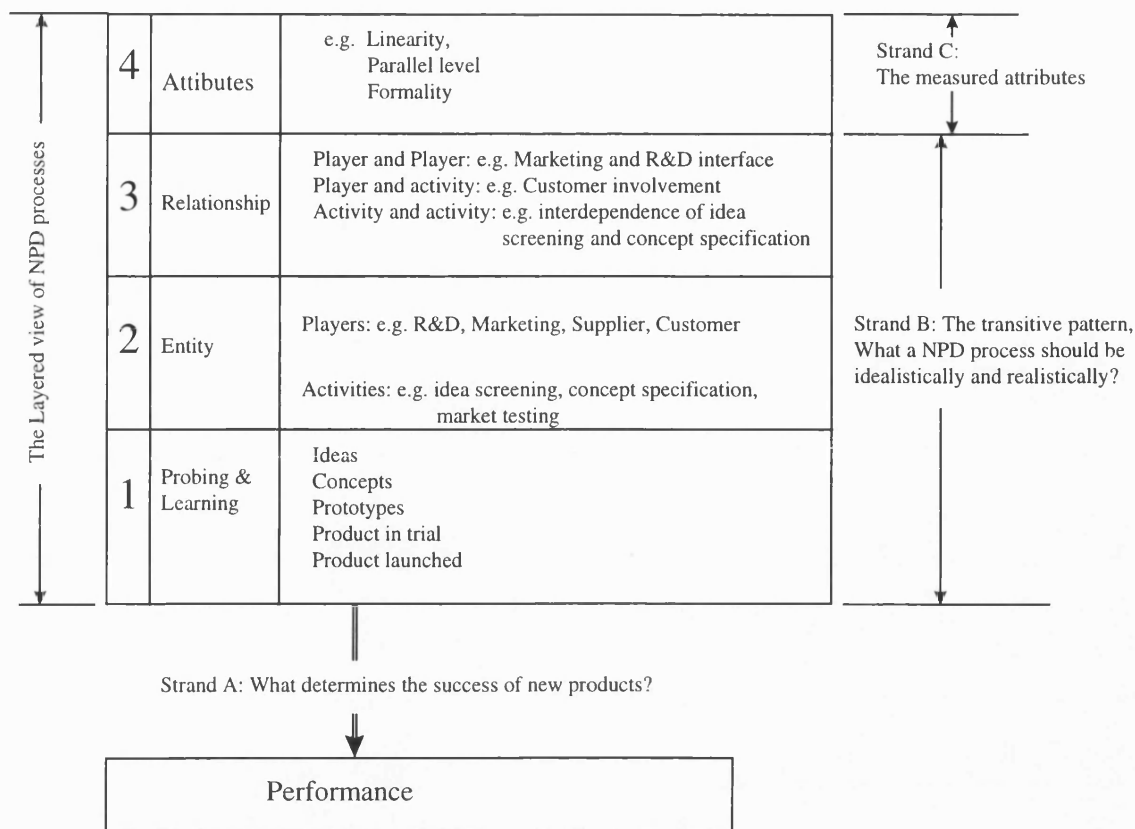 The Layered view of NPD processes
4
Attibutes
e.g. Linearity,
Parallel level
Formality
Strand C:
The measured attributes
3
Relationship
Player and Player: e.g. Marketing and R&D interface
Player and activity: e.g. Customer involvement
Activity and activity: e.g. interdependence of idea
screening and concept specification
2
Entity
Players: e.g. R&D, Marketing, Supplier, Customer
Activities: e.g. idea screening, concept specification,
market testing
Strand B: The transitive pattern,
What a NPD process should be
idealistically and realistically?
1
Probing &
Learning
Ideas
Concepts
Prototypes
Product in trial
Product launched
Strand A: What determines the success of new products?
Performance